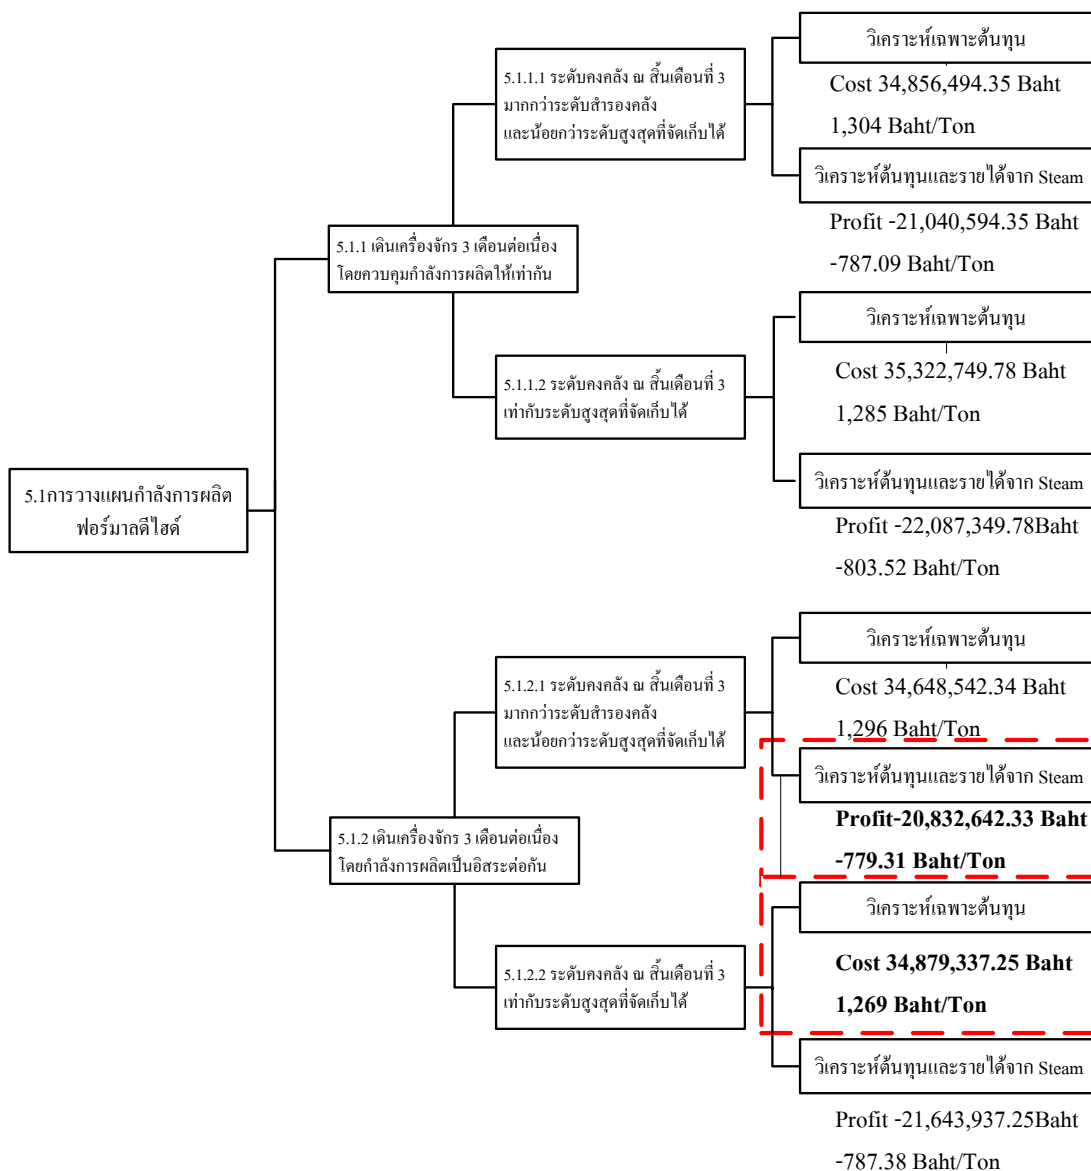 5.1การวางแผนกำลังการผลิต
ฟอร์มาลดีไฮด์
5.1.1 เดินเครื่องจักร 3 เดือนต่อเนื่อง
โดยควบคุมกำลังการผลิตให้เท่ากัน
5.1.1.1 ระดับคงคลัง ณ สิ้นเดือนที่ 3
มากกว่าระดับสำรองคลัง
และน้อยกว่าระดับสูงสุดที่จัดเก็บได้
วิเคราะห์เฉพาะต้นทุน
Cost 34,856,494.35 Baht
1,304 Baht/Ton
วิเคราะห์ต้นทุนและรายได้จาก Steam
Profit -21,040,594.35 Baht
-787.09 Baht/Ton
5.1.1.2 ระดับคงคลัง ณ สิ้นเดือนที่ 3
เท่ากับระดับสูงสุดที่จัดเก็บได้
วิเคราะห์เฉพาะต้นทุน
Cost 35,322,749.78 Baht
1,285 Baht/Ton
วิเคราะห์ต้นทุนและรายได้จาก Steam
Profit -22,087,349.78Baht
-803.52 Baht/Ton
5.1.2 เดินเครื่องจักร 3 เดือนต่อเนื่อง
โดยกำลังการผลิตเป็นอิสระต่อกัน
5.1.2.1 ระดับคงคลัง ณ สิ้นเดือนที่ 3
มากกว่าระดับสำรองคลัง
และน้อยกว่าระดับสูงสุดที่จัดเก็บได้
วิเคราะห์เฉพาะต้นทุน
Cost 34,648,542.34 Baht
1,296 Baht/Ton
วิเคราะห์ต้นทุนและรายได้จาก Steam
Profit-20,832,642.33 Baht
-779.31 Baht/Ton
5.1.2.2 ระดับคงคลัง ณ สิ้นเดือนที่ 3
เท่ากับระดับสูงสุดที่จัดเก็บได้
วิเคราะห์เฉพาะต้นทุน
Cost 34,879,337.25 Baht
1,269 Baht/Ton
วิเคราะห์ต้นทุนและรายได้จาก Steam
Profit -21,643,937.25Baht
-787.38 Baht/Ton